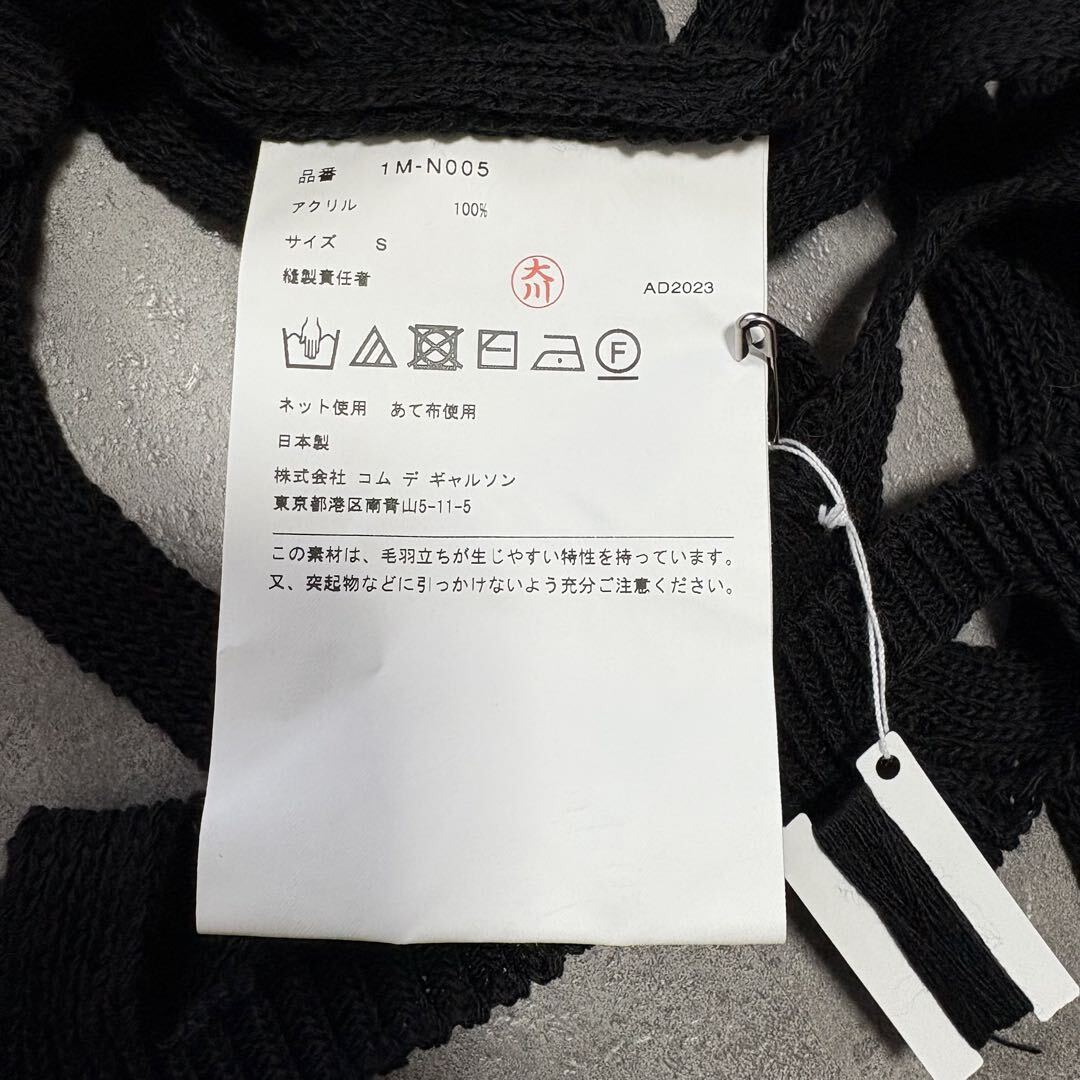 品番 1M-N005
アクリル 100%
サイズ S
縫製責任者 大川 AD2023
F
ネット使用 あて布使用
日本製
株式会社 コム デ ギャルソン
東京都港区南青山5-11-5
この素材は、毛羽立ちが生じやすい特性を持っています。
又、突起物などに引っかけないよう充分ご注意ください。